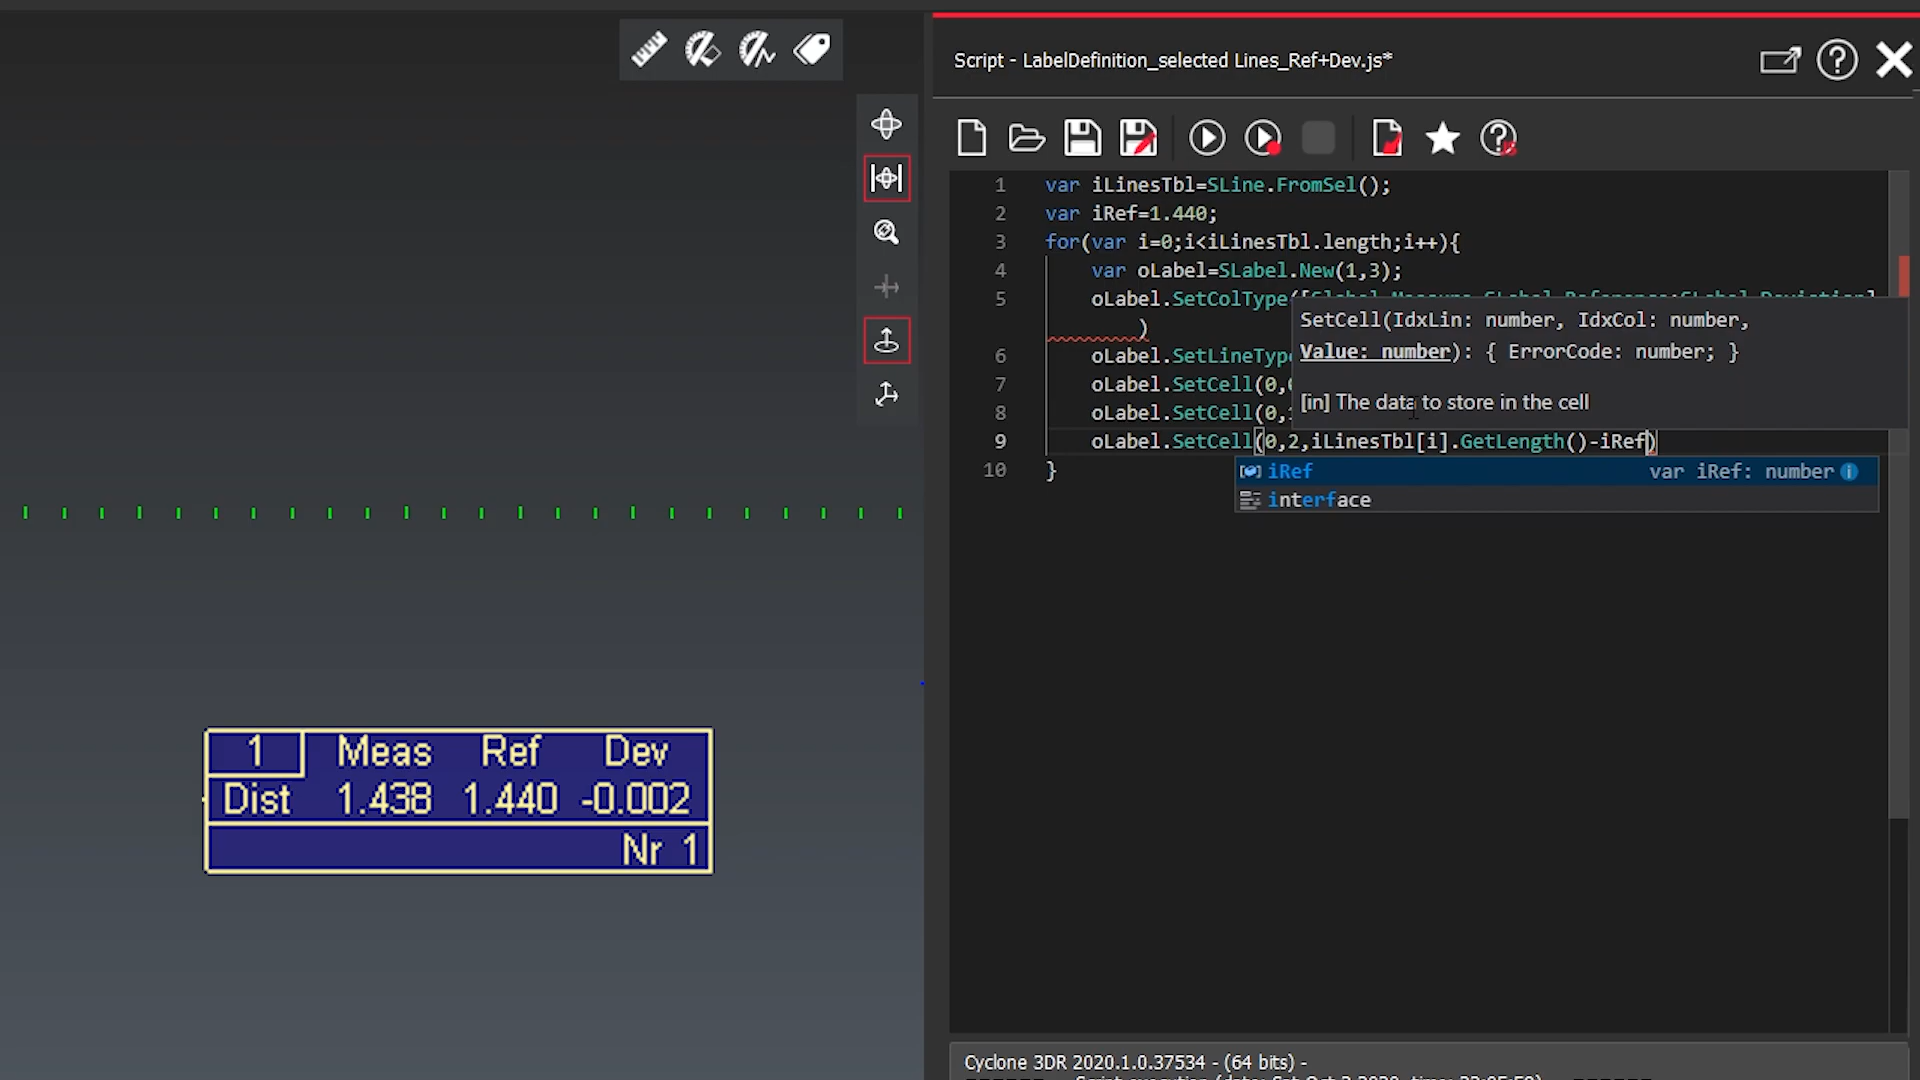 Script - LabelDefinition_selected Lines_Ref+Dev.js*
1 var iLinesTbl=SLine.FromSel();
2 var iRef=1.440;
3 for(var i=0;i<iLinesTbl.length;i++){
4 var oLabel=SLabel.New(1,3);
5 oLabel.SetColType
)
6 oLabel.SetLineType
7 oLabel.SetCell(0,
8 oLabel.SetCell(0,
9 oLabel.SetCell(0,2,iLinesTbl[i].GetLength()-iRef)
10 }
SetCell(IdxLin: number, IdxCol: number,
Value: number): { ErrorCode: number; }
[in] The data to store in the cell
iRef var iRef: number
interface
1 Meas Ref Dev
Dist 1.438 1.440 -0.002
Nr 1
Cyclone 3DR 2020.1.0.37534 - (64 bits) -